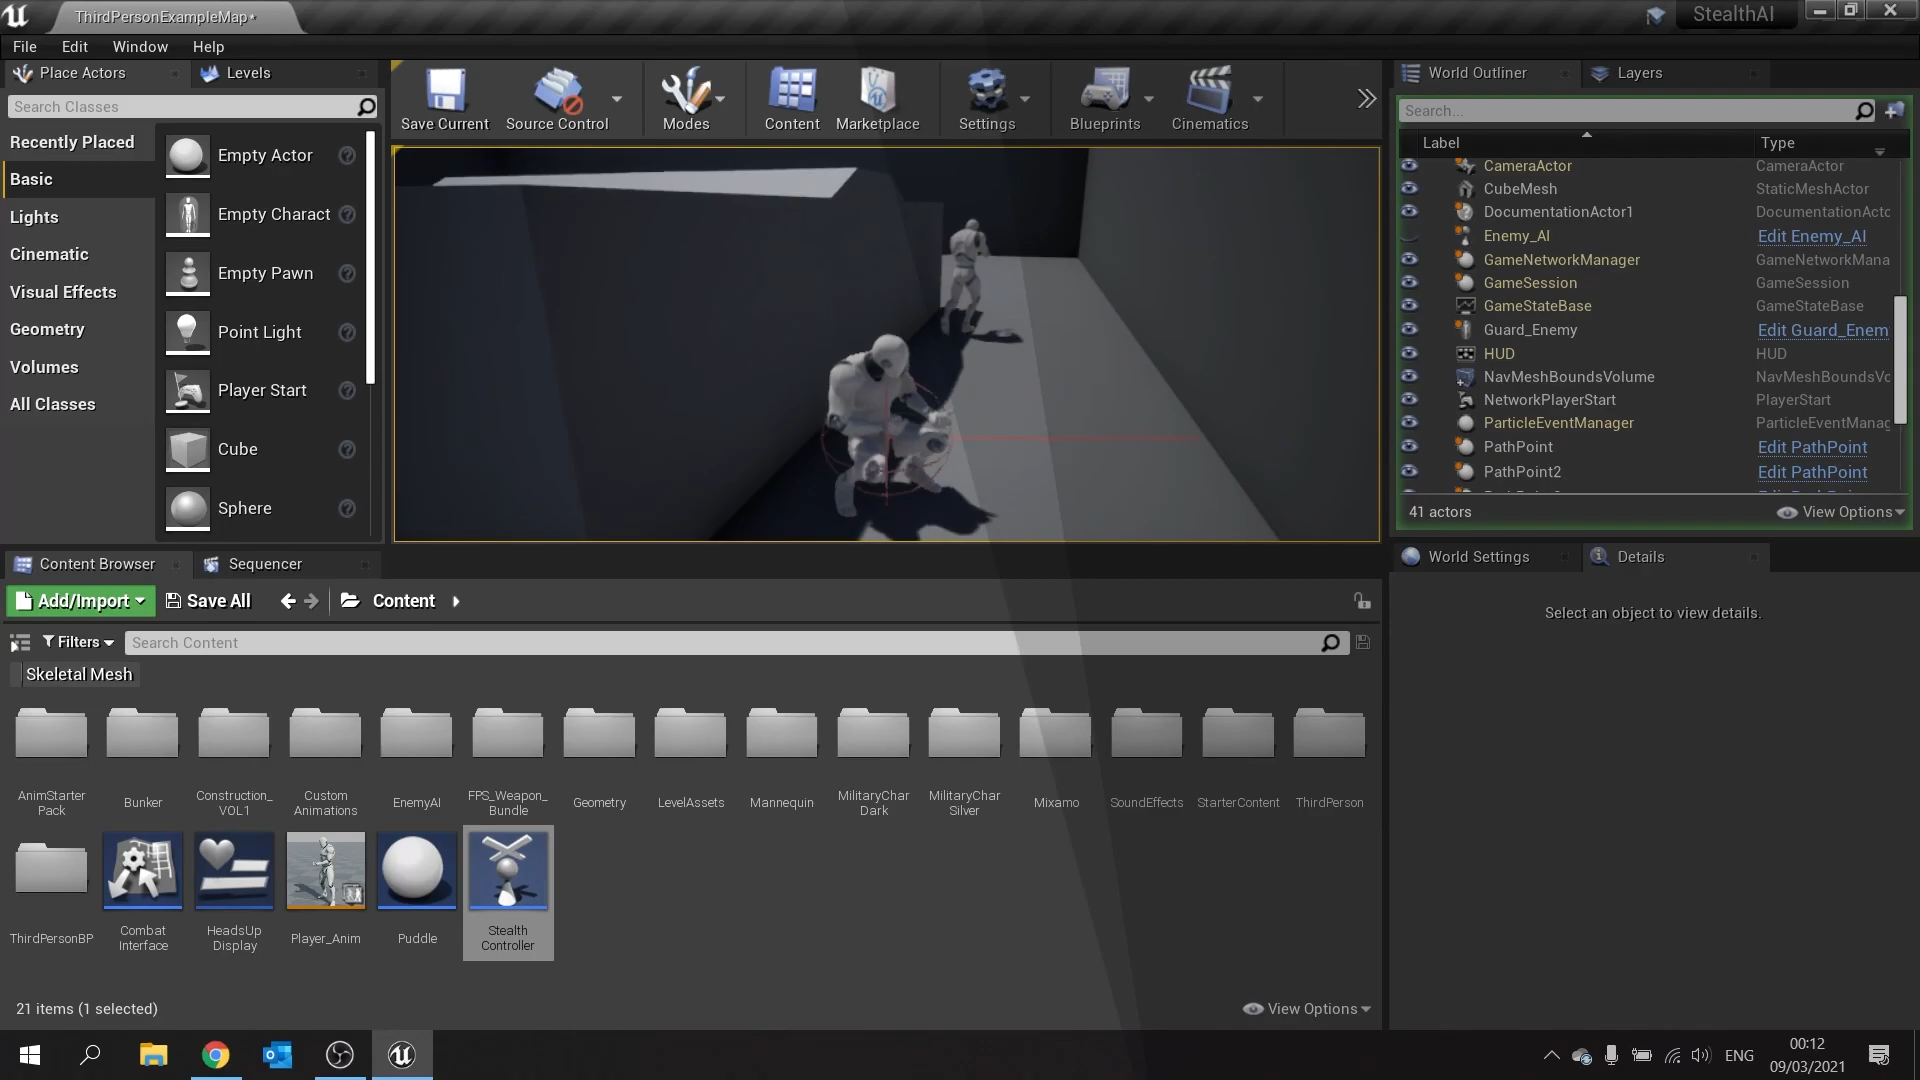 ThirdPersonExampleMap*
StealthAI
File Edit Window Help
Place Actors
Levels
Search Classes
Recently Placed
Basic
Lights
Cinematic
Visual Effects
Geometry
Volumes
All Classes
Empty Actor
Empty Charact
Empty Pawn
Point Light
Player Start
Cube
Sphere
Save Current
Source Control
Modes
Content
Marketplace
Settings
Blueprints
Cinematics
World Outliner
Layers
Search...
Label Type
CameraActor CameraActor
CubeMesh StaticMeshActor
DocumentationActor1 DocumentationActo
Enemy_AI Edit Enemy_AI
GameNetworkManager GameNetworkMana
GameSession GameSession
GameStateBase GameStateBase
Guard_Enemy Edit Guard_Enem
HUD HUD
NavMeshBoundsVolume NavMeshBoundsVo
NetworkPlayerStart PlayerStart
ParticleEventManager ParticleEventManag
PathPoint Edit PathPoint
PathPoint2 Edit PathPoint
41 actors View Options
World Settings
Details
Select an object to view details.
Content Browser
Sequencer
Add/Import Save All Content
Filters Search Content
Skeletal Mesh
AnimStarter
Pack
Bunker
Construction_
VOL1
Custom
Animations
EnemyAI
FPS_Weapon_
Bundle
Geometry
LevelAssets
Mannequin
MilitaryChar
Dark
MilitaryChar
Silver
Mixamo
SoundEffects
StarterContent
ThirdPerson
ThirdPersonBP
Combat
Interface
HeadsUp
Display
Player_Anim
Puddle
Stealth
Controller
21 items (1 selected) View Options
ENG
00:12
09/03/2021